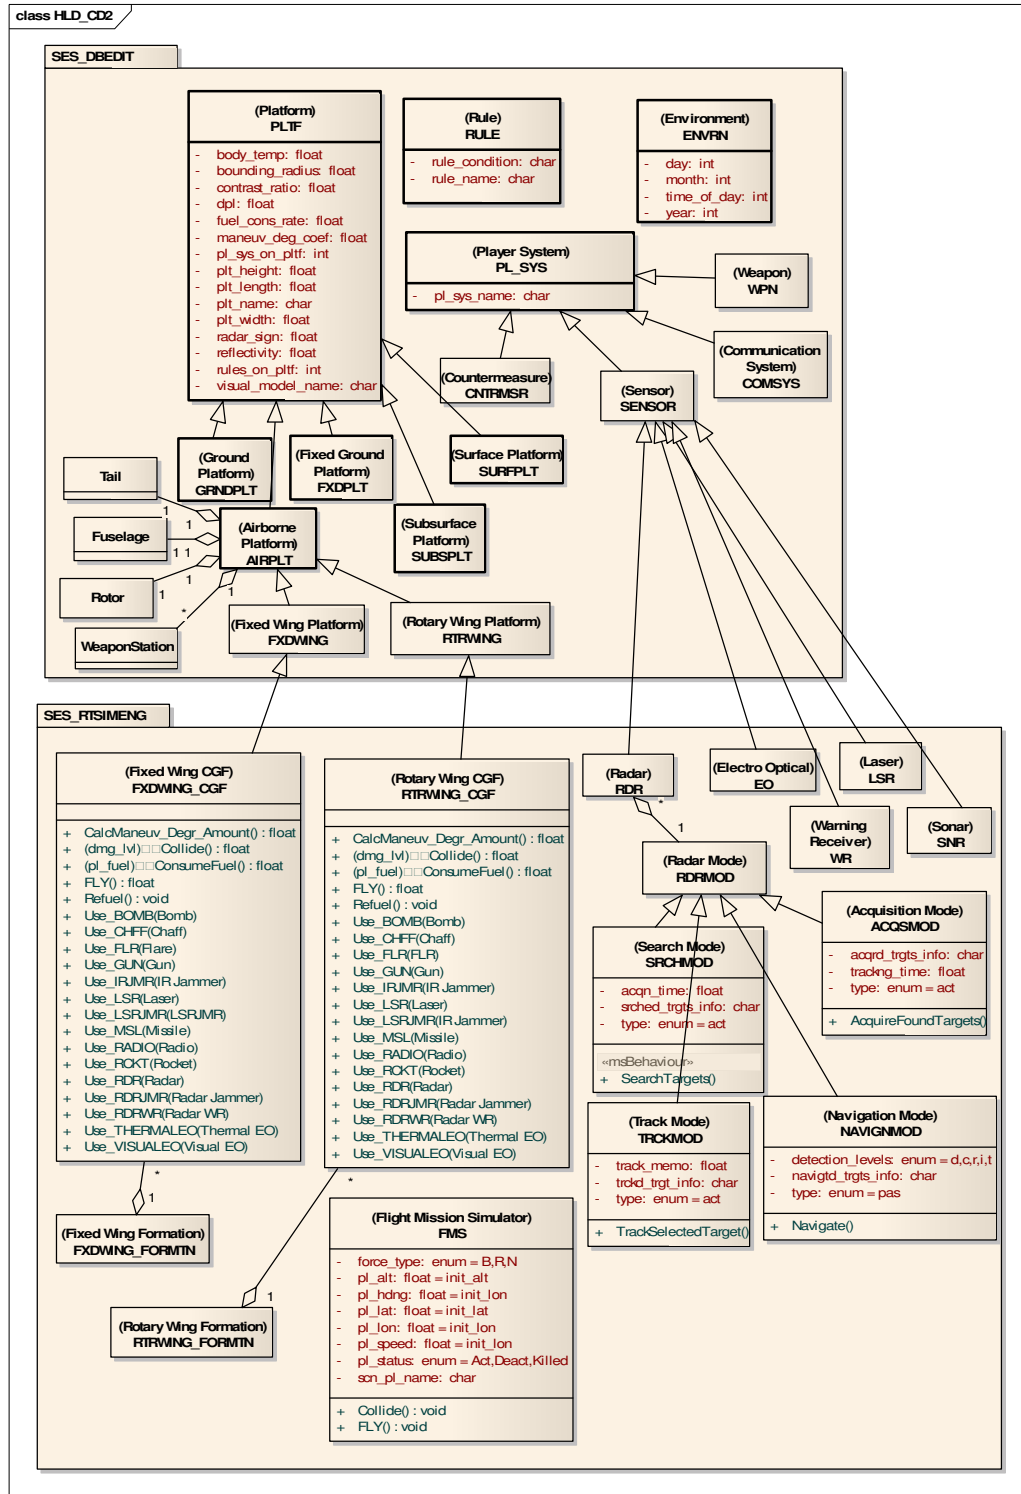 class HLD_CD2
SES_DBEDIT
(Platform)
PLTF
- body_temp: float
- bounding_radius: float
- contrast_ratio: float
- dpl: float
- fuel_cons_rate: float
- maneuv_deg_coef: float
- pl_sys_on_pltf: int
- plt_height: float
- plt_length: float
- plt_name: char
- plt_width: float
- radar_sign: float
- reflectivity: float
- rules_on_pltf: int
- visual_model_name: char
(Rule)
RULE
- rule_condition: char
- rule_name: char
(Environment)
ENVRN
- day: int
- month: int
- time_of_day: int
- year: int
(Player System)
PL_SYS
- pl_sys_name: char
(Weapon)
WPN
(Countermeasure)
CNTRMSR
(Sensor)
SENSOR
(Communication
System)
COMSYS
(Ground
Platform)
GRNDPLT
(Fixed Ground
Platform)
FXDPLT
(Surface Platform)
SURFPLT
(Subsurface
Platform)
SUBSPLT
(Airborne
Platform)
AIRPLT
Tail
1
1
Fuselage
1 1
Rotor
1
1
1
*
WeaponStation
(Fixed Wing Platform)
FXDWING
(Rotary Wing Platform)
RTRWING
SES_RTSIMENG
(Fixed Wing CGF)
FXDWING_CGF
+ CalcManeuv_Degr_Amount() : float
+ (dmg_lvl)□□Collide() : float
+ (pl_fuel)□□ConsumeFuel() : float
+ FLY() : float
+ Refuel() : void
+ Use_BOMB(Bomb)
+ Use_CHFF(Chaff)
+ Use_FLR(Flare)
+ Use_GUN(Gun)
+ Use_IRJMR(IR Jammer)
+ Use_LSR(Laser)
+ Use_LSRJMR(LSRJMR)
+ Use_MSL(Missile)
+ Use_RADIO(Radio)
+ Use_RCKT(Rocket)
+ Use_RDR(Radar)
+ Use_RDRJMR(Radar Jammer)
+ Use_RDRWR(Radar WR)
+ Use_THERMALEO(Thermal EO)
+ Use_VISUALEO(Visual EO)
*
1
(Fixed Wing Formation)
FXDWING_FORMTN
(Rotary Wing CGF)
RTRWING_CGF
+ CalcManeuv_Degr_Amount() : float
+ (dmg_lvl)□□Collide() : float
+ (pl_fuel)□□ConsumeFuel() : float
+ FLY() : float
+ Refuel() : void
+ Use_BOMB(Bomb)
+ Use_CHFF(Chaff)
+ Use_FLR(FLR)
+ Use_GUN(Gun)
+ Use_IRJMR(IR Jammer)
+ Use_LSR(Laser)
+ Use_LSRJMR(IR Jammer)
+ Use_MSL(Missile)
+ Use_RADIO(Radio)
+ Use_RCKT(Rocket)
+ Use_RDR(Radar)
+ Use_RDRJMR(Radar Jammer)
+ Use_RDRWR(Radar WR)
+ Use_THERMALEO(Thermal EO)
+ Use_VISUALEO(Visual EO)
*
1
(Rotary Wing Formation)
RTRWING_FORMTN
(Flight Mission Simulator)
FMS
- force_type: enum = B,R,N
- pl_alt: float = init_alt
- pl_hdng: float = init_lon
- pl_lat: float = init_lat
- pl_lon: float = init_lon
- pl_speed: float = init_lon
- pl_status: enum = Act,Deact,Killed
- scn_pl_name: char
+ Collide() : void
+ FLY() : void
(Radar)
RDR
*
1
(Electro Optical)
EO
(Laser)
LSR
(Warning
Receiver)
WR
(Sonar)
SNR
(Radar Mode)
RDRMOD
(Search Mode)
SRCHMOD
- acqn_time: float
- srched_trgts_info: char
- type: enum = act
«msBehaviour»
+ SearchTargets()
(Acquisition Mode)
ACQSMOD
- acqrd_trgts_info: char
- trackng_time: float
- type: enum = act
+ AcquireFoundTargets()
(Track Mode)
TRCKMOD
- track_memo: float
- trckd_trgt_info: char
- type: enum = act
+ TrackSelectedTarget()
(Navigation Mode)
NAVIGNMOD
- detection_levels: enum = d,c,r,i,t
- navigtd_trgts_info: char
- type: enum = pas
+ Navigate()